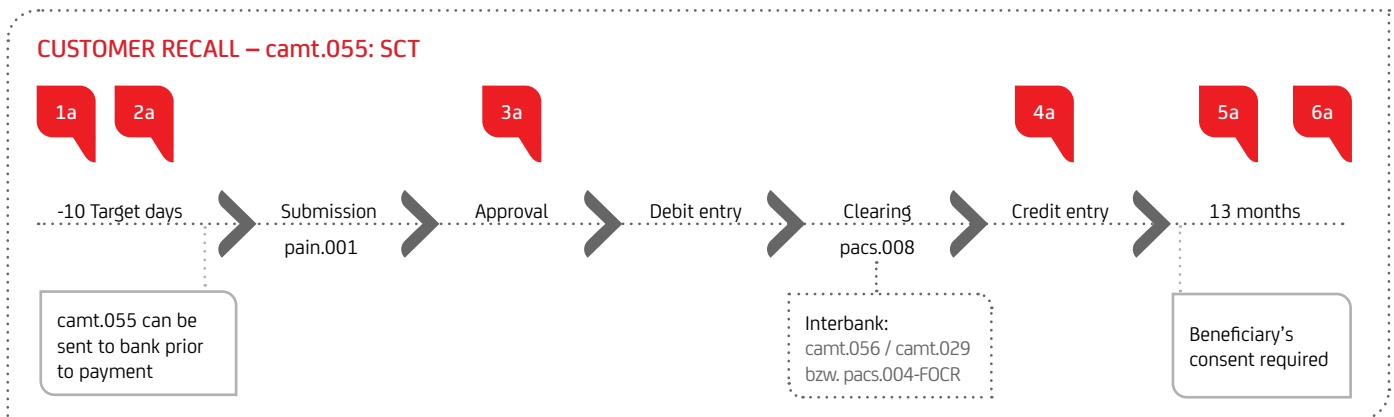 CUSTOMER RECALL – camt.055: SCT
1a
2a
3a
4a
5a
6a
-10 Target days
Submission
Approval
Debit entry
Clearing
Credit entry
13 months
pain.001
pacs.008
camt.055 can be
sent to bank prior
to payment
Interbank:
camt.056 / camt.029
bzw. pacs.004-FOCR
Beneficiary's
consent required